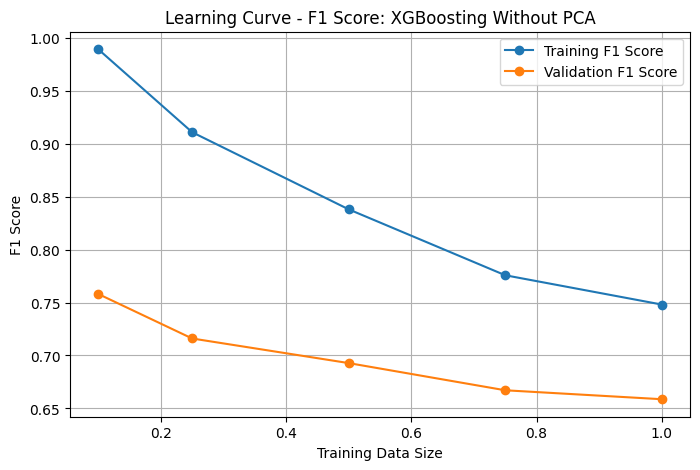 Learning Curve - F1 Score: XGBoosting Without PCA
1.00
0.95
0.90
0.85
0.80
0.75
0.70
0.65
F1 Score
Training F1 Score
Validation F1 Score
0.2
0.4
0.6
0.8
1.0
Training Data Size